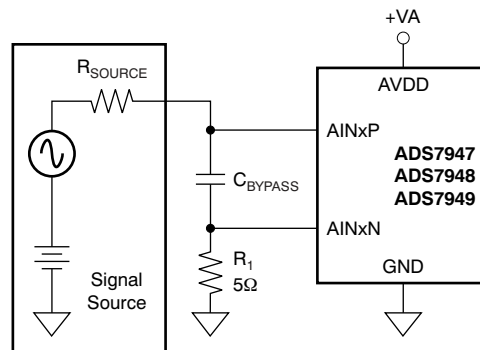 +VA
R_SOURCE
AVDD
AINxP
ADS7947
ADS7948
ADS7949
C_BYPASS
AINxN
R_1
5Ω
GND
Signal
Source